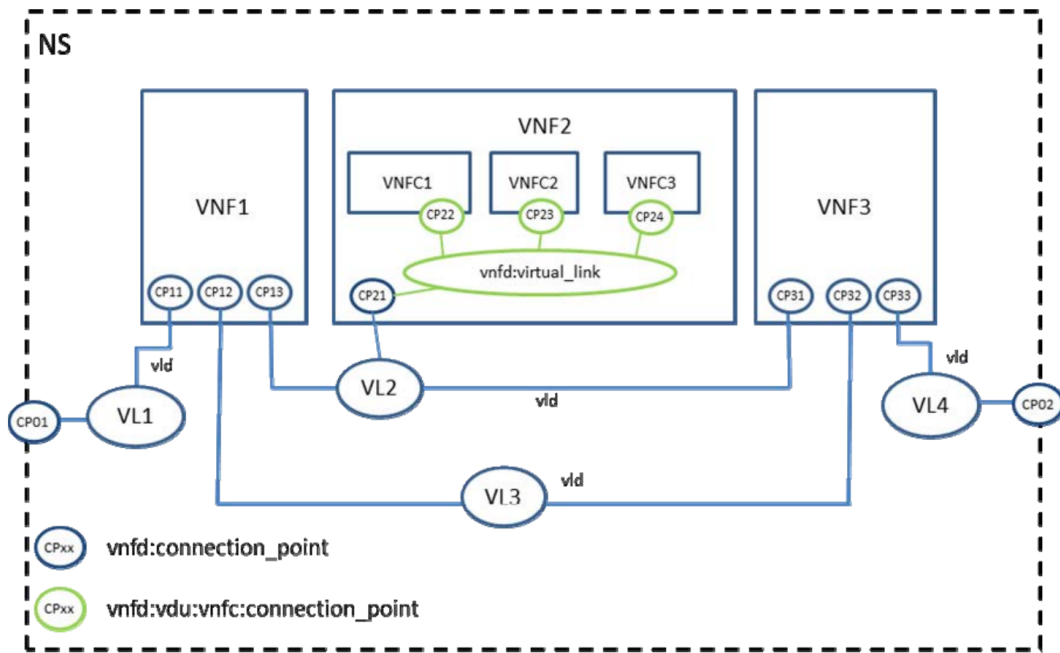 NS
VNF1
VNF2
VNF3
VNFC1
VNFC2
VNFC3
CP22
CP23
CP24
vnfd:virtual_link
CP11
CP12
CP13
CP21
CP31
CP32
CP33
vld
vld
VL1
VL2
vld
VL4
CP01
CP02
VL3
vld
CPxx
vnfd:connection_point
CPxx
vnfd:vdu:vnfc:connection_point